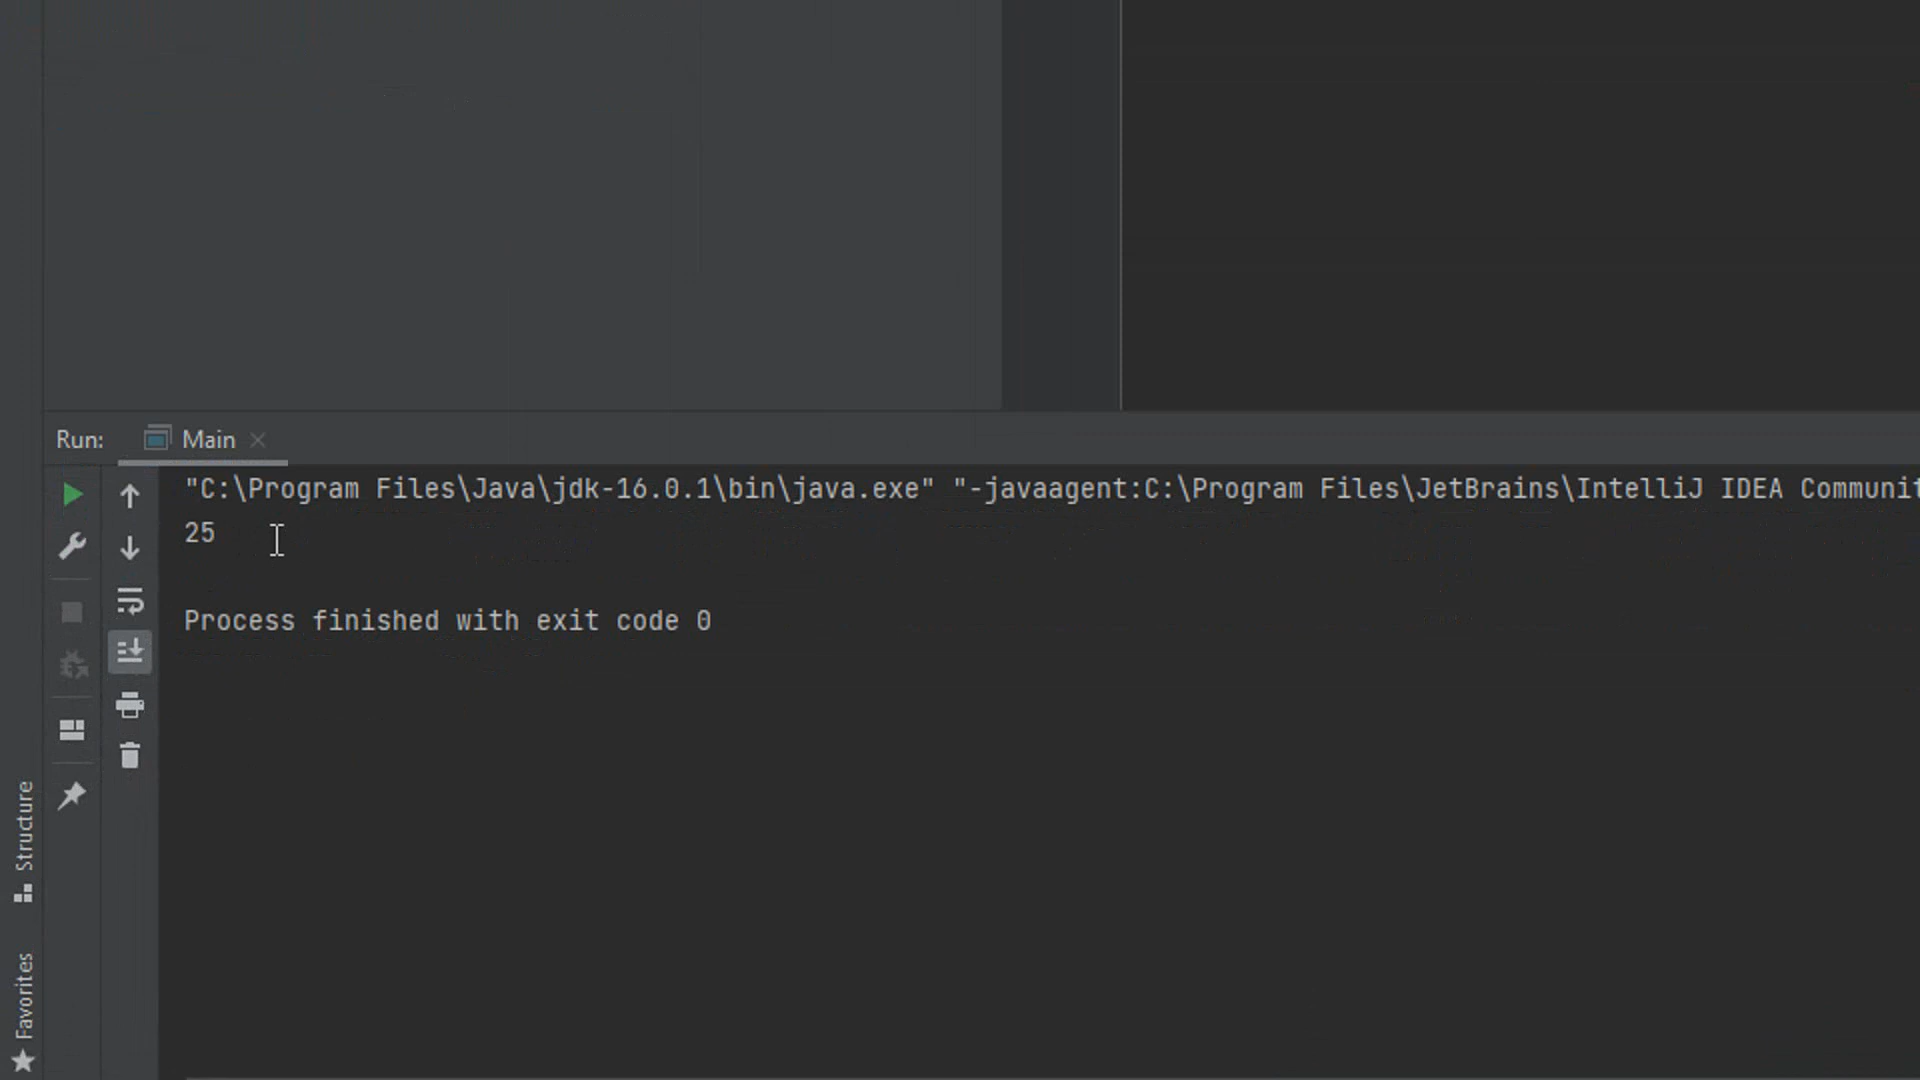 Run: Main
"C:\Program Files\Java\jdk-16.0.1\bin\java.exe" "-javaagent:C:\Program Files\JetBrains\IntelliJ IDEA Communit
25
Process finished with exit code 0
Structure
Favorites